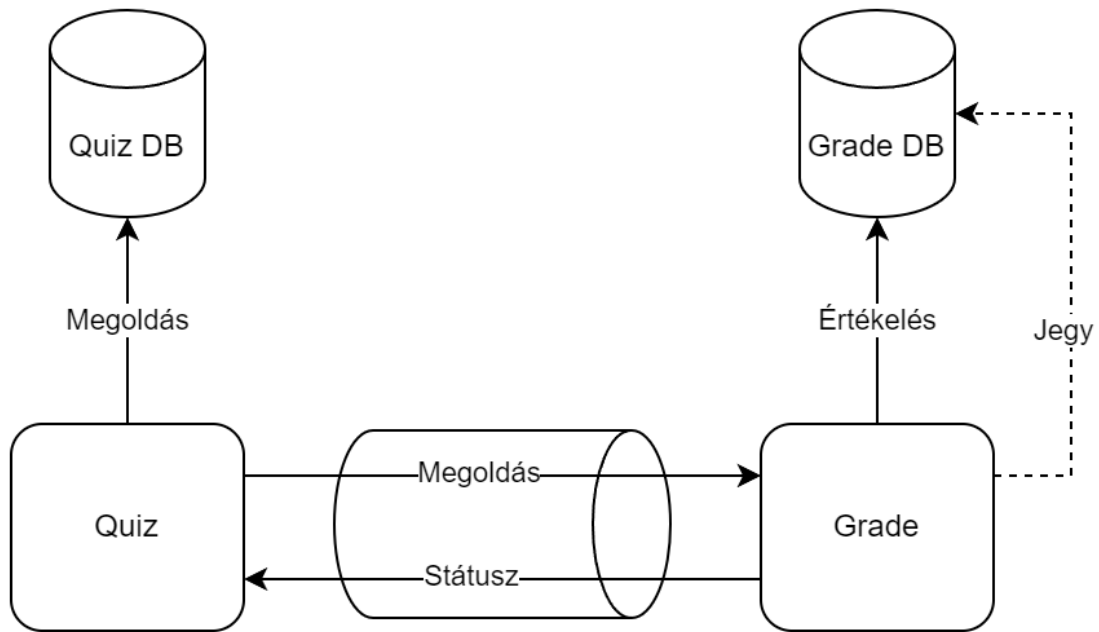 Quiz DB
Grade DB
Megoldás
Értékelés
Jegy
Megoldás
Quiz
Grade
Státusz